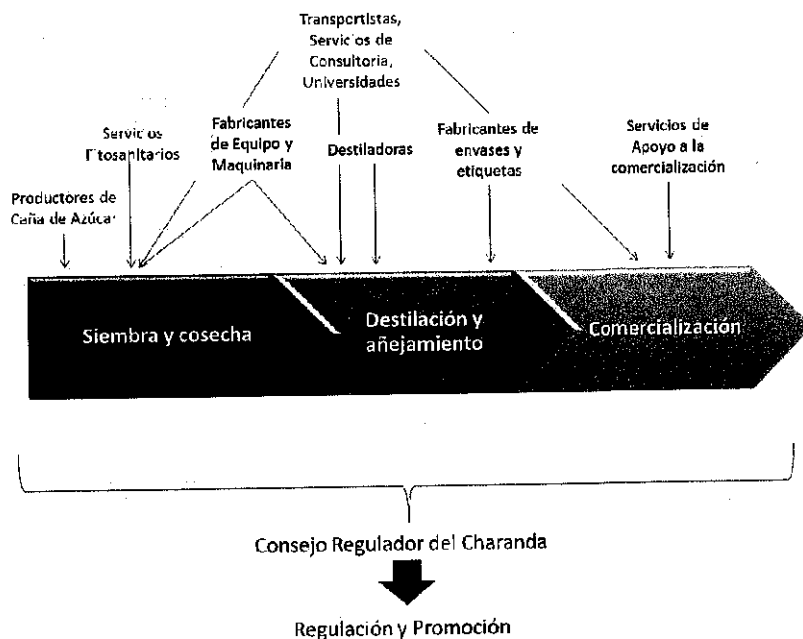 Transportistas,
Servicios de
Consultoria,
Universidades
Servicios
Fitosanitarios
Fabricantes
de Equipo y
Maquinaria
Destiladoras
Fabricantes de
envases y
etiquetas
Servicios de
Apoyo a la
comercialización
Productores de
Caña de Azúcar
Siembra y cosecha
Destilación y
añejamiento
Comercialización
Consejo Regulador del Charanda
Regulación y Promoción